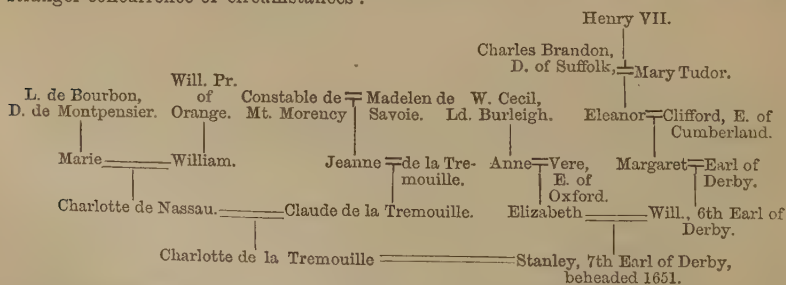 stranger concurrence of circumstances:
Henry VII.
Charles Brandon,
D. of Suffolk, Mary Tudor.
Will. Pr.
L. de Bourbon, of Constable de Madelen de W. Cecil,
D. de Montpensier. Orange. Mt. Morency Savoie. Ld. Burleigh. Eleanor Clifford, E. of
Cumberland.
Marie William. Jeanne de la Tre- Anne Vere, Margaret Earl of
mouille. E. of Derby.
Oxford.
Charlotte de Nassau. Claude de la Tremouille. Elizabeth Will., 6th Earl of
Derby.
Charlotte de la Tremouille Stanley, 7th Earl of Derby,
beheaded 1651.